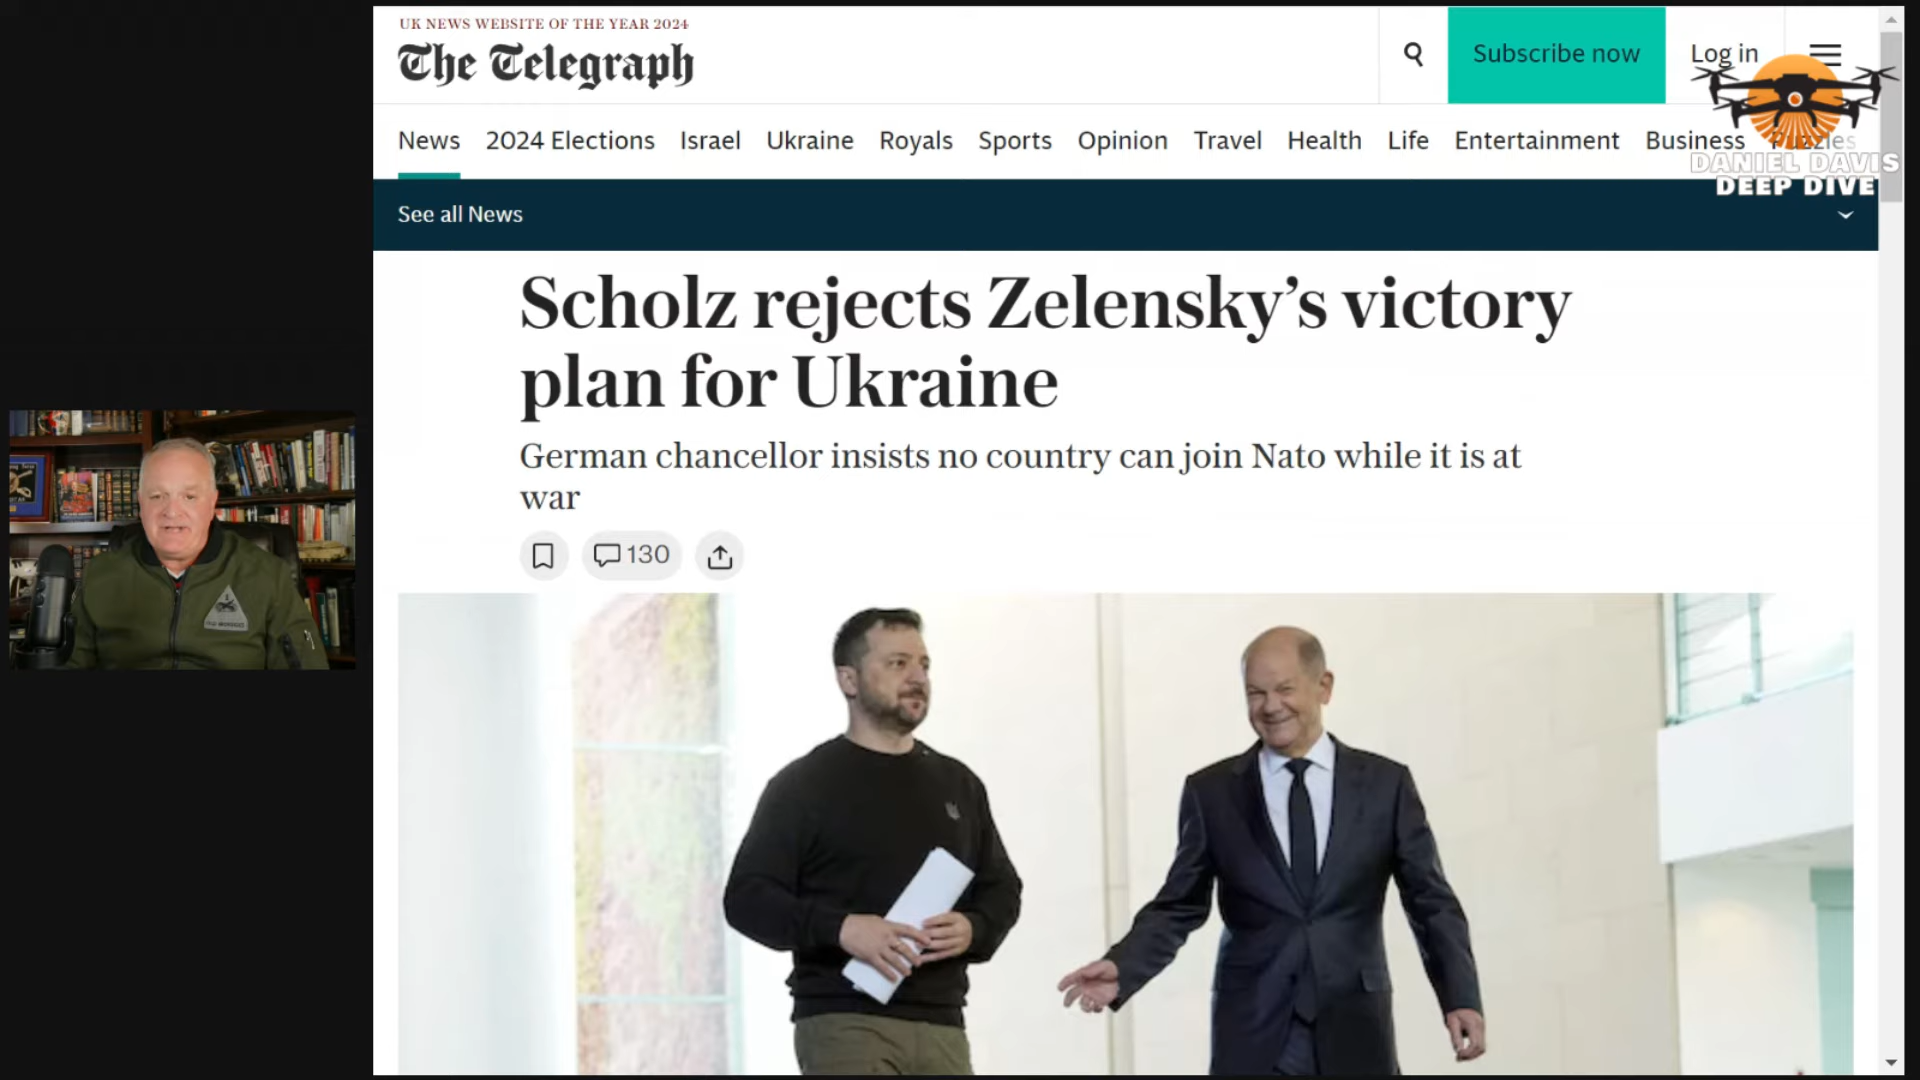 UK NEWS WEBSITE OF THE YEAR 2024
The Telegraph
Subscribe now
Log in
News 2024 Elections Israel Ukraine Royals Sports Opinion Travel Health Life Entertainment Business Puzzles
DANIEL DAVIS
DEEP DIVE
See all News
Scholz rejects Zelensky’s victory
plan for Ukraine
German chancellor insists no country can join Nato while it is at
war
130